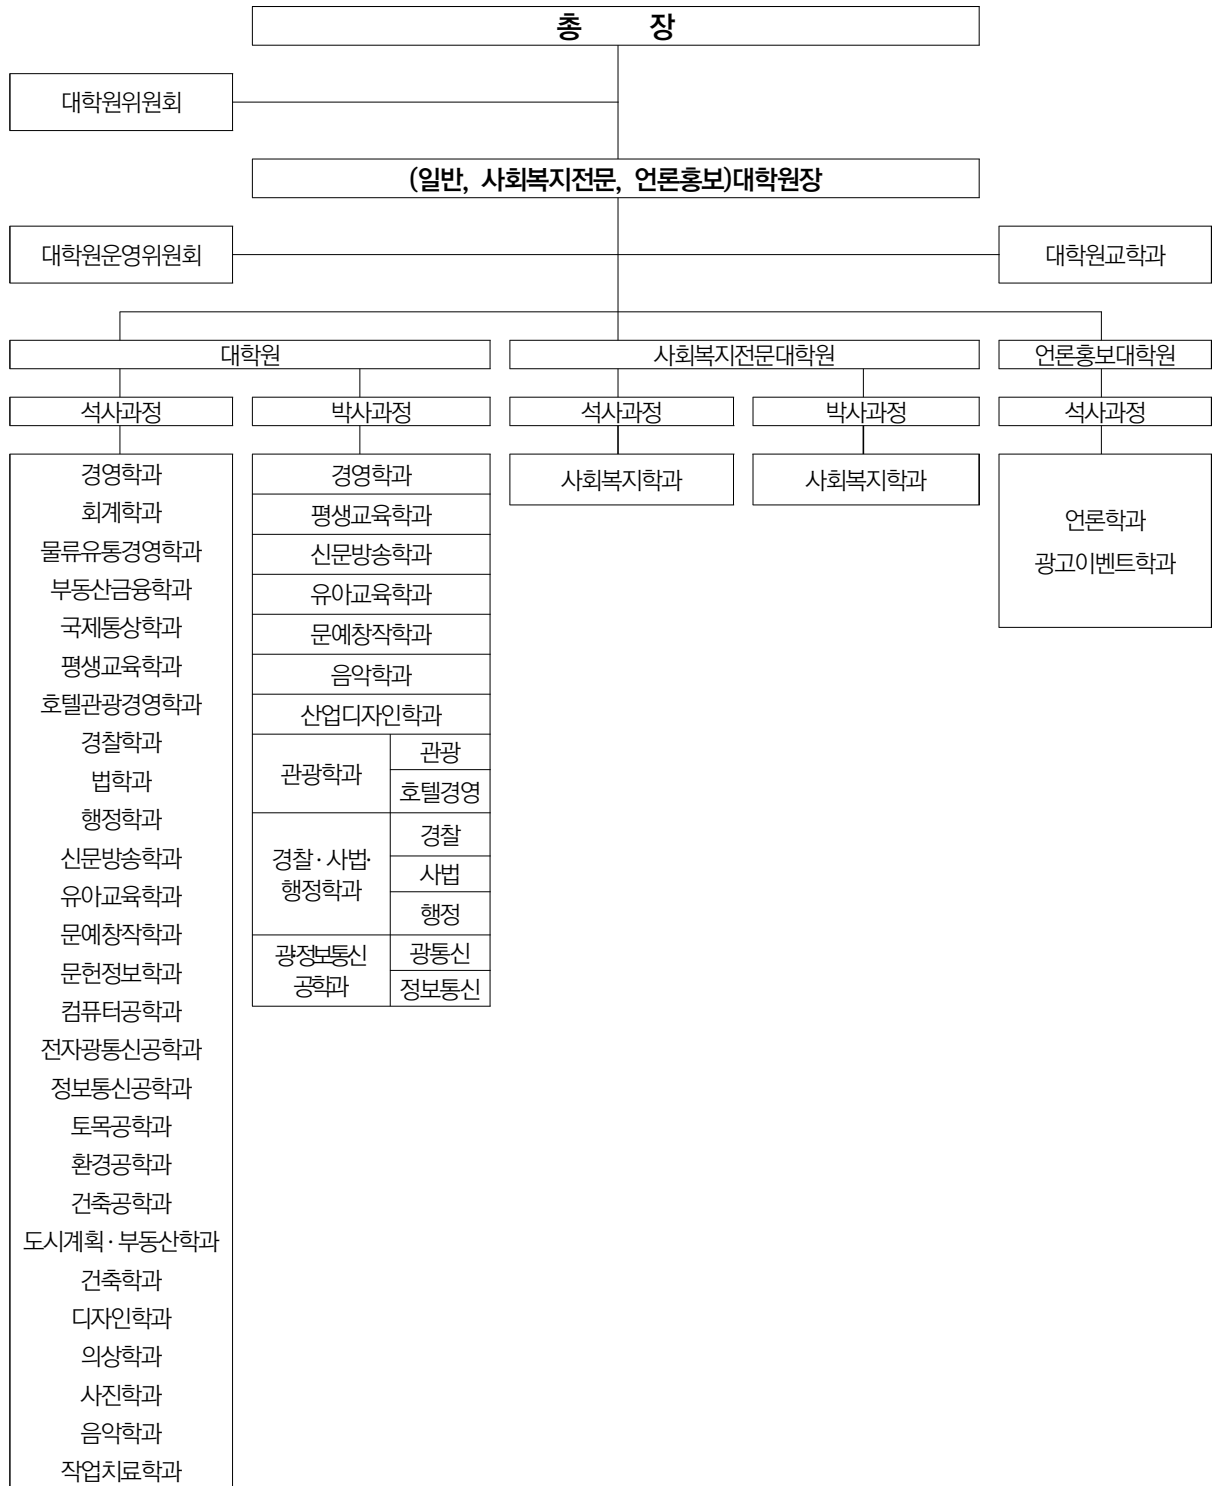 총 장
대학원위원회
(일반, 사회복지전문, 언론홍보)대학원장
대학원운영위원회
대학원교학과
대학원
사회복지전문대학원
언론홍보대학원
석사과정
박사과정
석사과정
박사과정
석사과정
경영학과
회계학과
물류유통경영학과
부동산금융학과
국제통상학과
평생교육학과
호텔관광경영학과
경찰학과
법학과
행정학과
신문방송학과
유아교육학과
문예창작학과
문헌정보학과
컴퓨터공학과
전자광통신공학과
정보통신공학과
토목공학과
환경공학과
건축공학과
도시계획·부동산학과
건축학과
디자인학과
의상학과
사진학과
음악학과
작업치료학과
경영학과
평생교육학과
신문방송학과
유아교육학과
문예창작학과
음악학과
산업디자인학과
관광학과
관광
호텔경영
경찰·사법·
행정학과
경찰
사법
행정
광·정보통신
공학과
광통신
정보통신
사회복지학과
사회복지학과
언론학과
광고이벤트학과